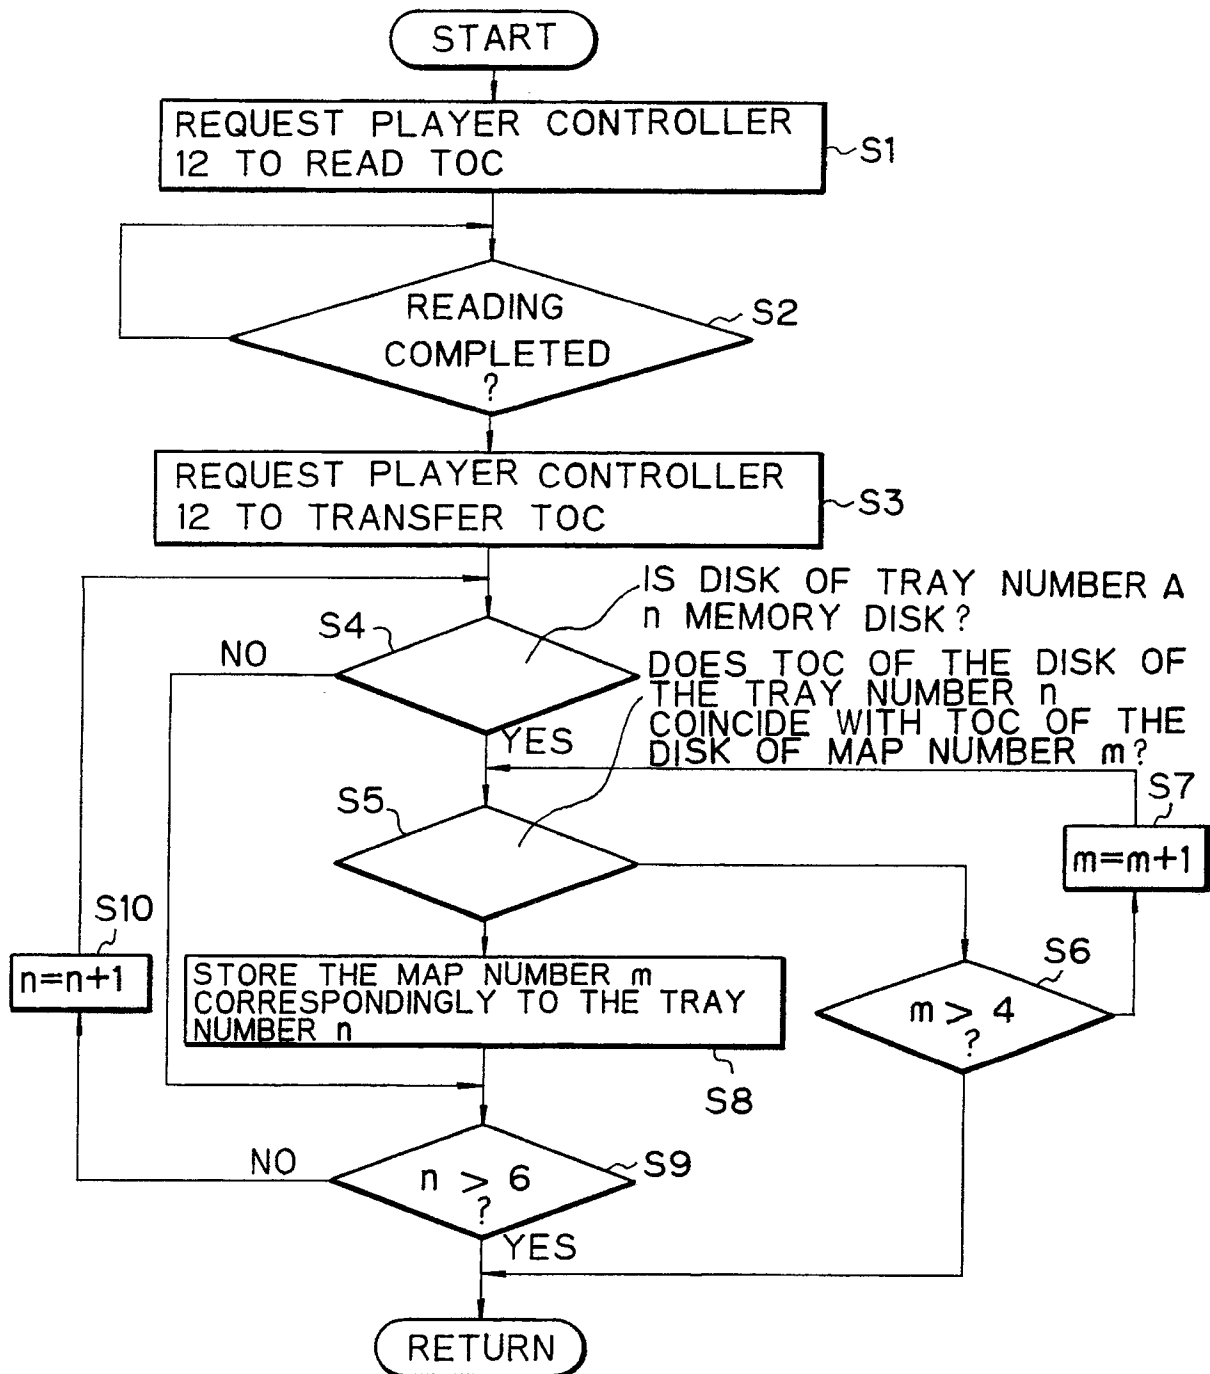 START
REQUEST PLAYER CONTROLLER
12 TO READ TOC
S1
READING
COMPLETED
?
S2
REQUEST PLAYER CONTROLLER
12 TO TRANSFER TOC
S3
IS DISK OF TRAY NUMBER A
n MEMORY DISK?
S4
NO
YES
DOES TOC OF THE DISK OF
THE TRAY NUMBER n
COINCIDE WITH TOC OF THE
DISK OF MAP NUMBER m?
S5
S7
m=m+1
S10
n=n+1
STORE THE MAP NUMBER m
CORRESPONDINGLY TO THE TRAY
NUMBER n
S8
S6
m > 4
?
NO
n > 6
?
S9
YES
RETURN